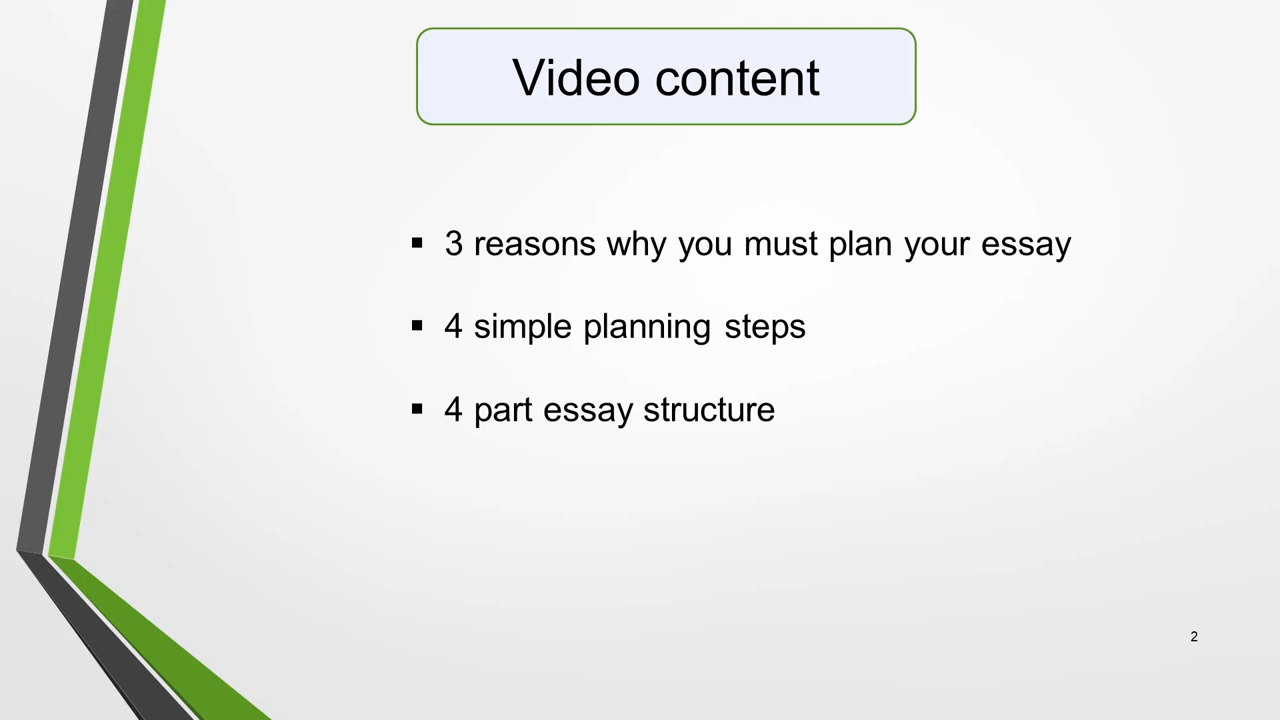 Video content
▪ 3 reasons why you must plan your essay
▪ 4 simple planning steps
▪ 4 part essay structure
2